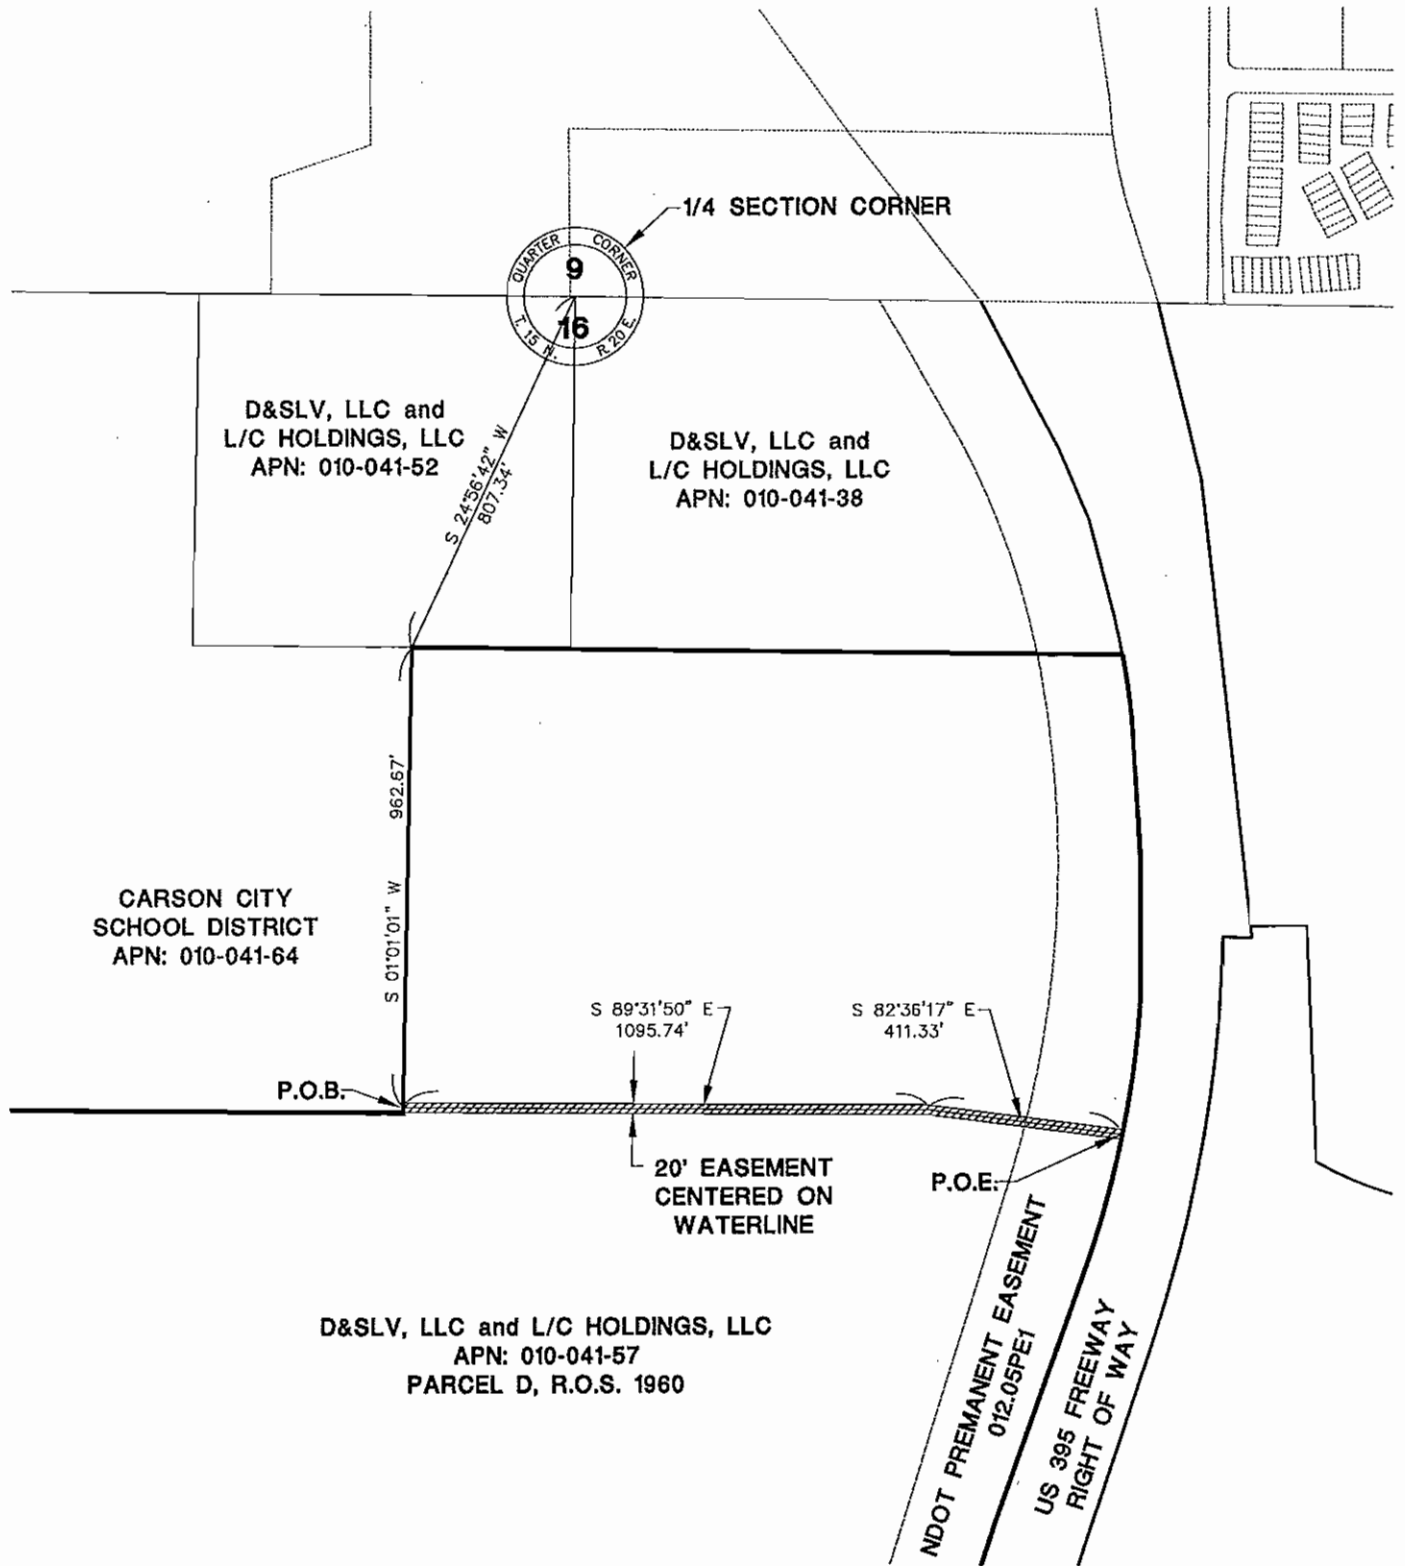 1/4 SECTION CORNER
QUARTER CORNER
9
16
T. 15 N. R 20 E.
D&SLV, LLC and
L/C HOLDINGS, LLC
APN: 010-041-52
S 24°56'42" W
807.34'
D&SLV, LLC and
L/C HOLDINGS, LLC
APN: 010-041-38
962.67'
S 01°01'01" W
CARSON CITY
SCHOOL DISTRICT
APN: 010-041-64
S 89°31'50" E
1095.74'
S 82°36'17" E
411.33'
P.O.B.
20' EASEMENT
CENTERED ON
WATERLINE
P.O.E.
D&SLV, LLC and L/C HOLDINGS, LLC
APN: 010-041-57
PARCEL D, R.O.S. 1960
NDOT PREMANENT EASEMENT
012.05PE1
US 395 FREEWAY
RIGHT OF WAY